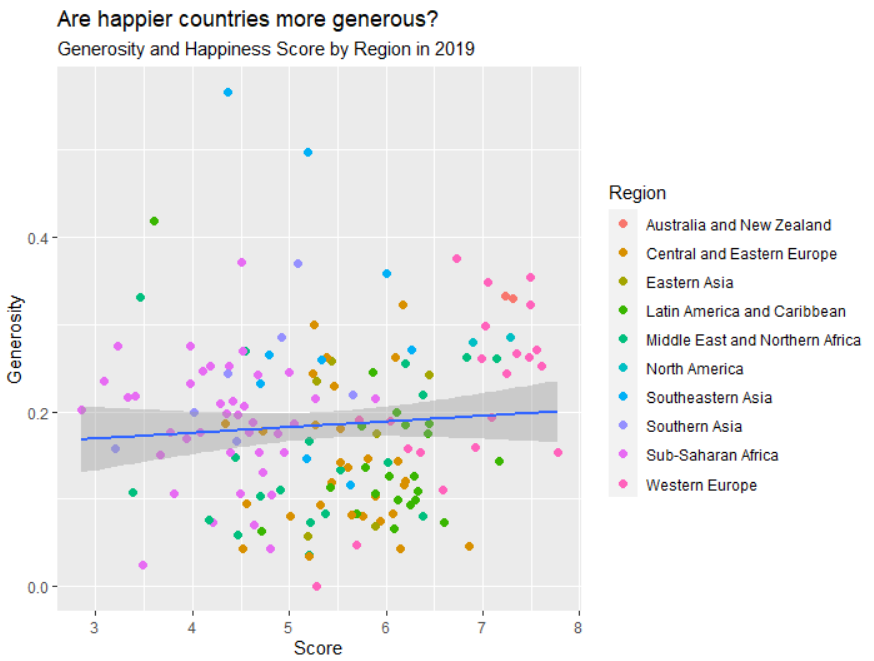 Are happier countries more generous?
Generosity and Happiness Score by Region in 2019
Generosity
0.4
0.2
0.0
3 4 5 6 7 8
Score
Region
Australia and New Zealand
Central and Eastern Europe
Eastern Asia
Latin America and Caribbean
Middle East and Northern Africa
North America
Southeastern Asia
Southern Asia
Sub-Saharan Africa
Western Europe